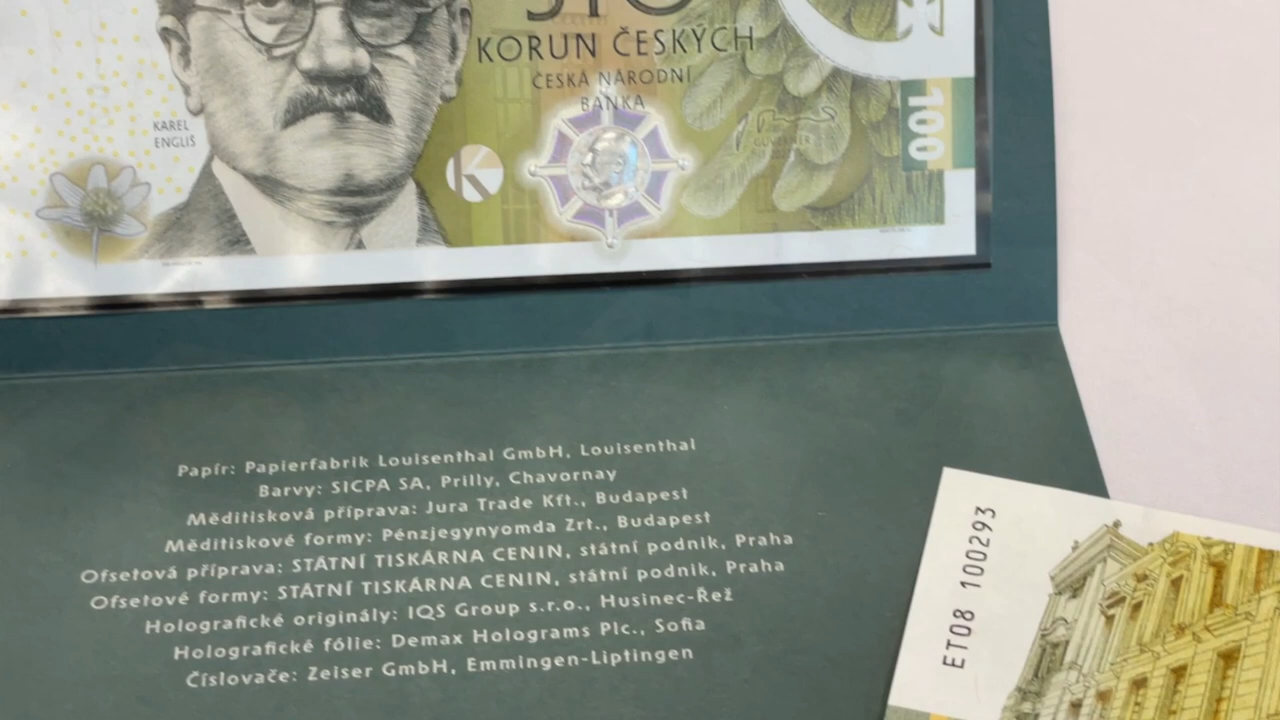 STO
KORUN ČESKÝCH
ČESKÁ NÁRODNÍ
BANKA
KAREL
ENGLIŠ
K
GUVERNÉR
100
Papír: Papierfabrik Louisenthal GmbH, Louisenthal
Barvy: SICPA SA, Prilly, Chavornay
Měditisková příprava: Jura Trade Kft., Budapest
Měditiskové formy: Pénzjegynyomda Zrt., Budapest
Ofsetová příprava: STÁTNÍ TISKÁRNA CENIN, státní podnik, Praha
Ofsetové formy: STÁTNÍ TISKÁRNA CENIN, státní podnik, Praha
Holografické originály: IQS Group s.r.o., Husinec-Řež
Holografické fólie: Demax Holograms Plc., Sofia
Číslovače: Zeiser GmbH, Emmingen-Liptingen
ET08 100293